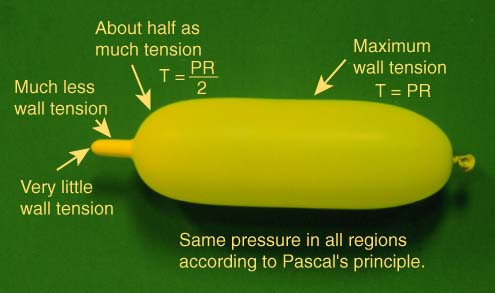 About half as
much tension
T = PR
2
Maximum
wall tension
T = PR
Much less
wall tension
Very little
wall tension
Same pressure in all regions
according to Pascal's principle.